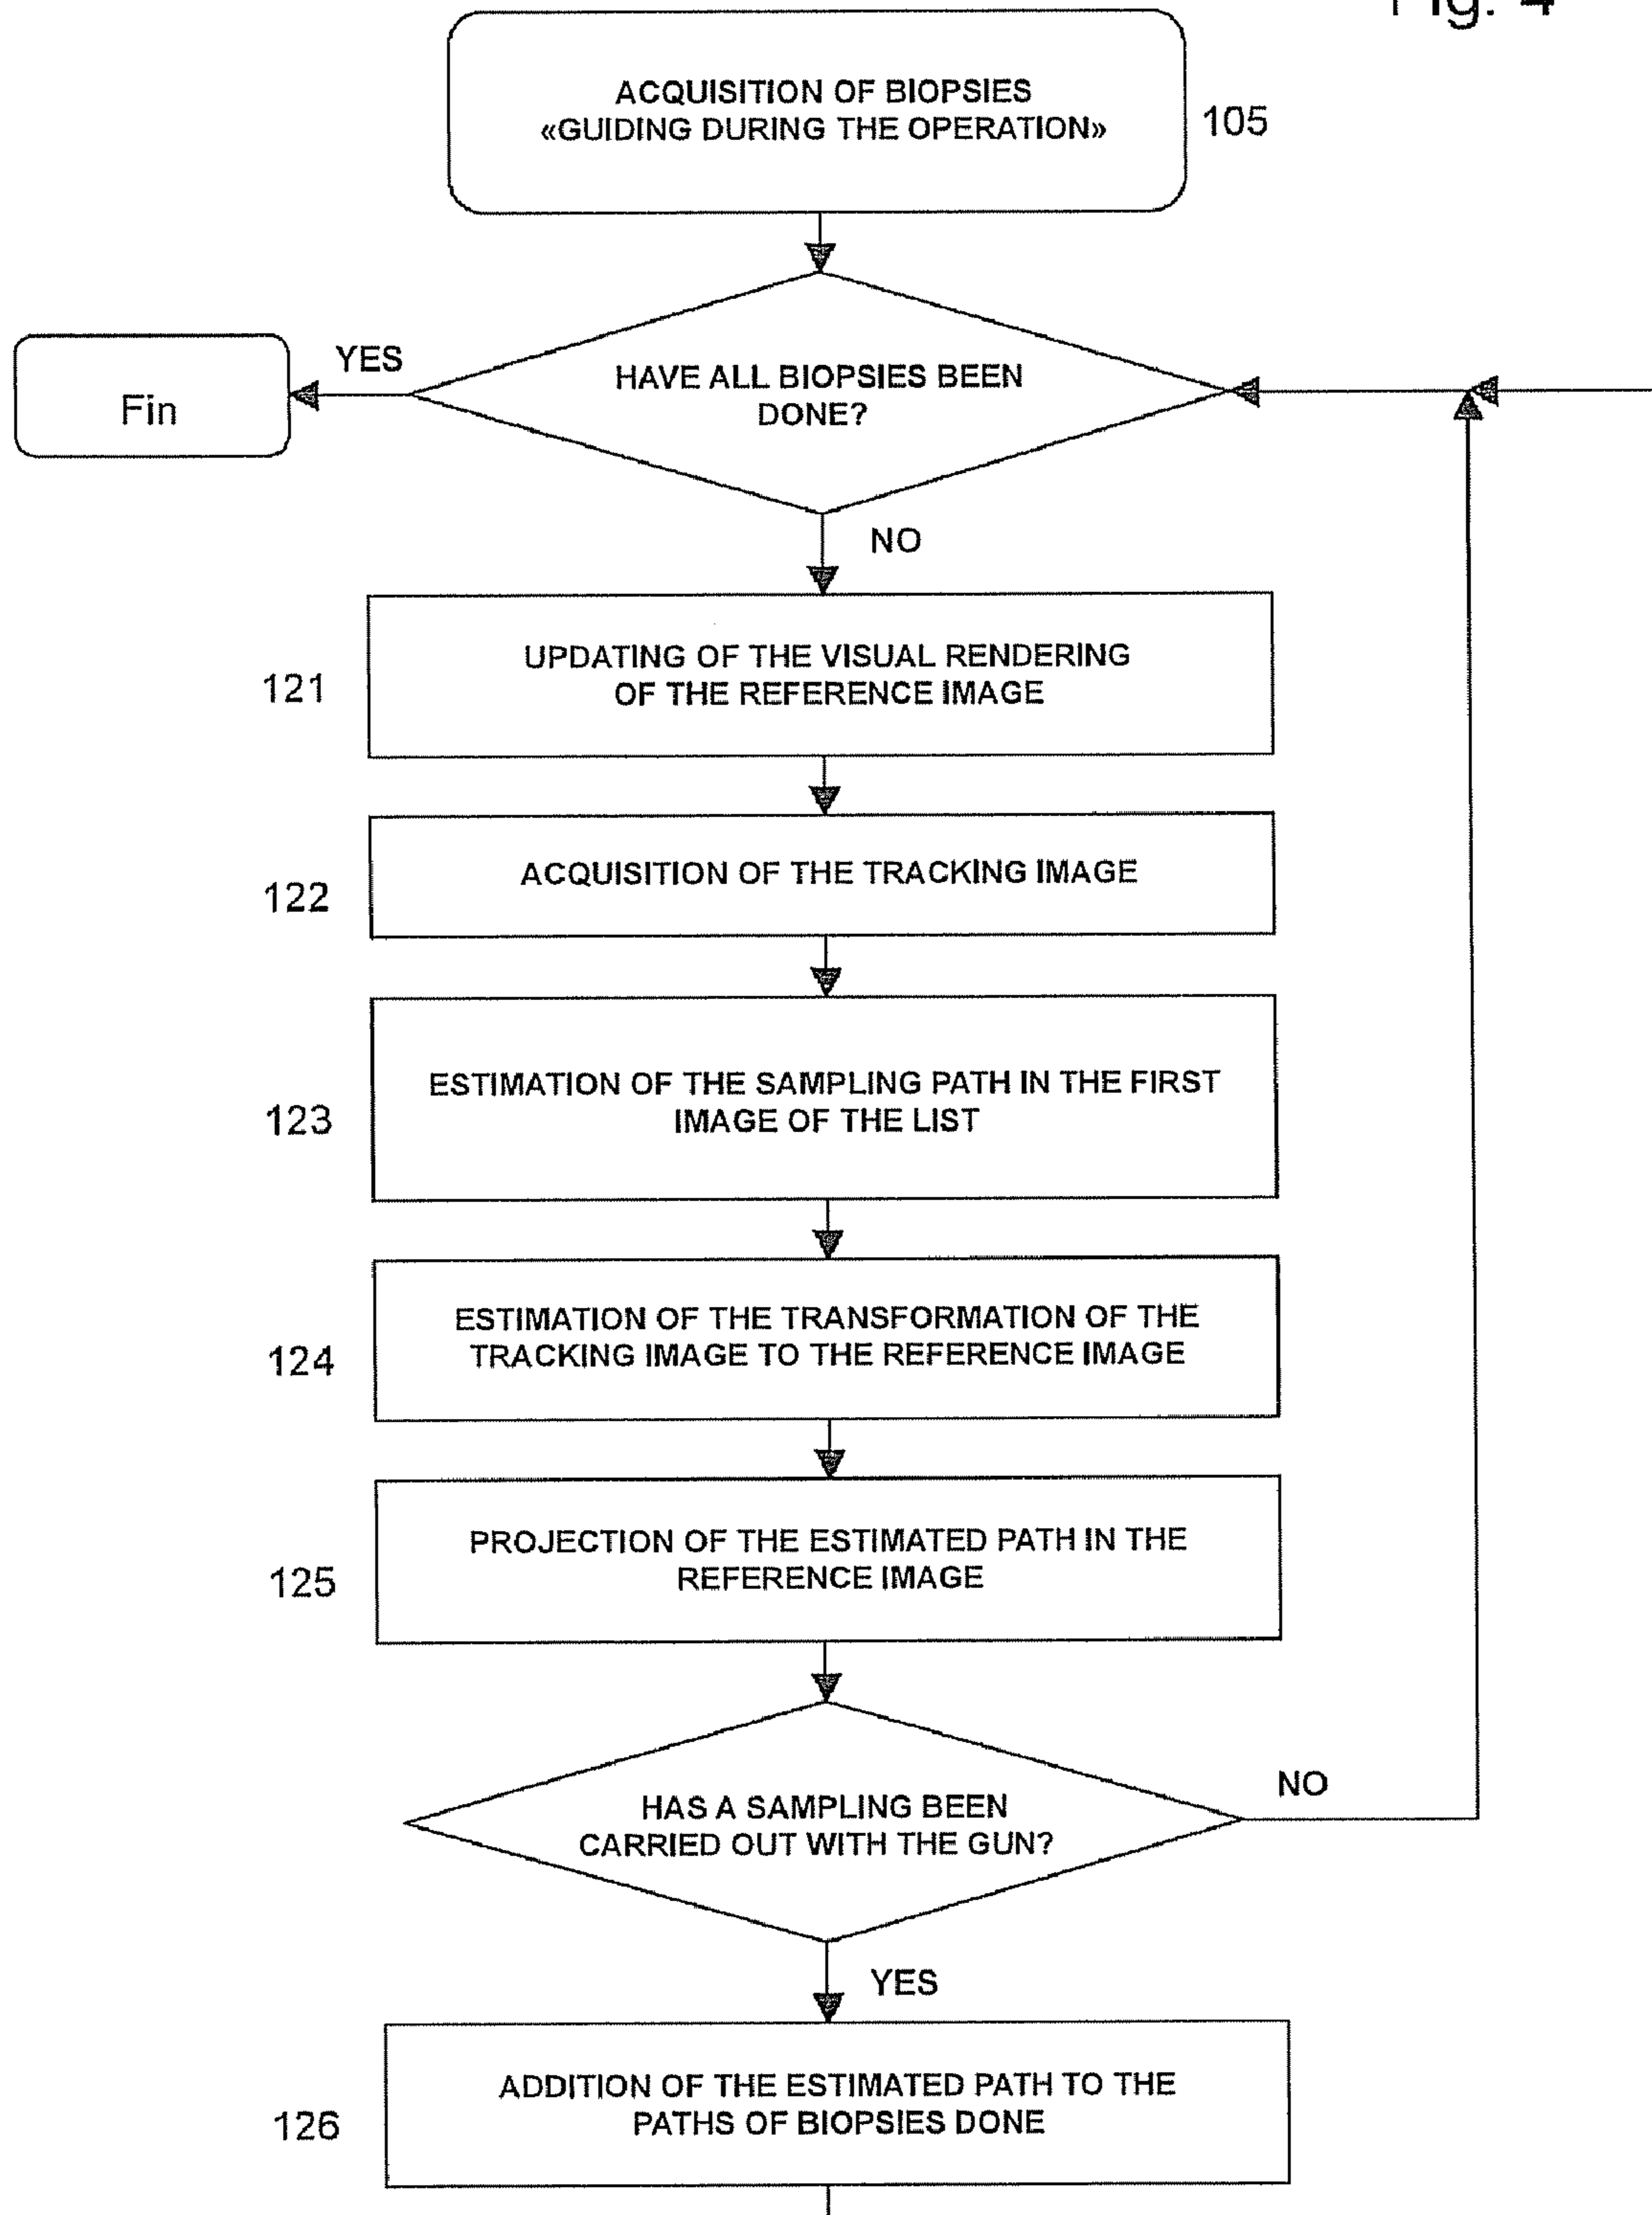 Fig. 4
ACQUISITION OF BIOPSIES
«GUIDING DURING THE OPERATION»
105
YES
Fin
HAVE ALL BIOPSIES BEEN
DONE?
NO
121
UPDATING OF THE VISUAL RENDERING
OF THE REFERENCE IMAGE
122
ACQUISITION OF THE TRACKING IMAGE
123
ESTIMATION OF THE SAMPLING PATH IN THE FIRST
IMAGE OF THE LIST
124
ESTIMATION OF THE TRANSFORMATION OF THE
TRACKING IMAGE TO THE REFERENCE IMAGE
125
PROJECTION OF THE ESTIMATED PATH IN THE
REFERENCE IMAGE
HAS A SAMPLING BEEN
CARRIED OUT WITH THE GUN?
NO
YES
126
ADDITION OF THE ESTIMATED PATH TO THE
PATHS OF BIOPSIES DONE